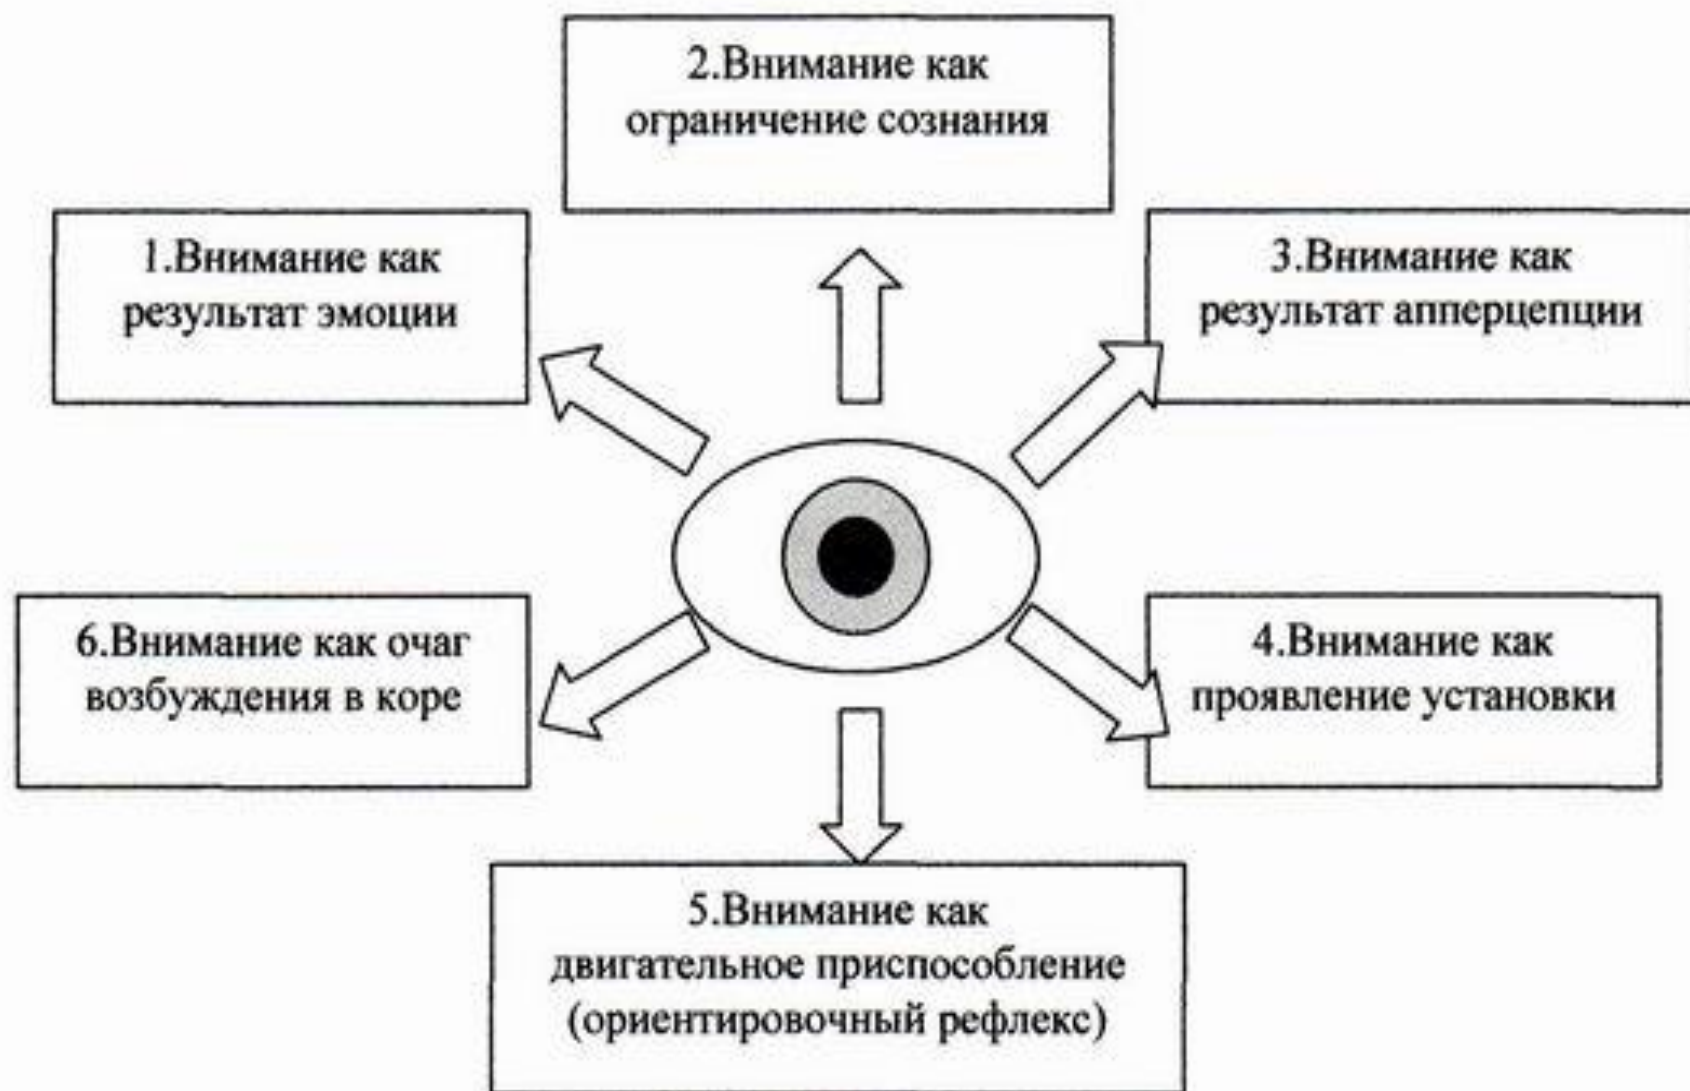 1.Внимание как
результат эмоции
2.Внимание как
ограничение сознания
3.Внимание как
результат апперцепции
4.Внимание как
проявление установки
5.Внимание как
двигательное приспособление
(ориентировочный рефлекс)
6.Внимание как очаг
возбуждения в коре